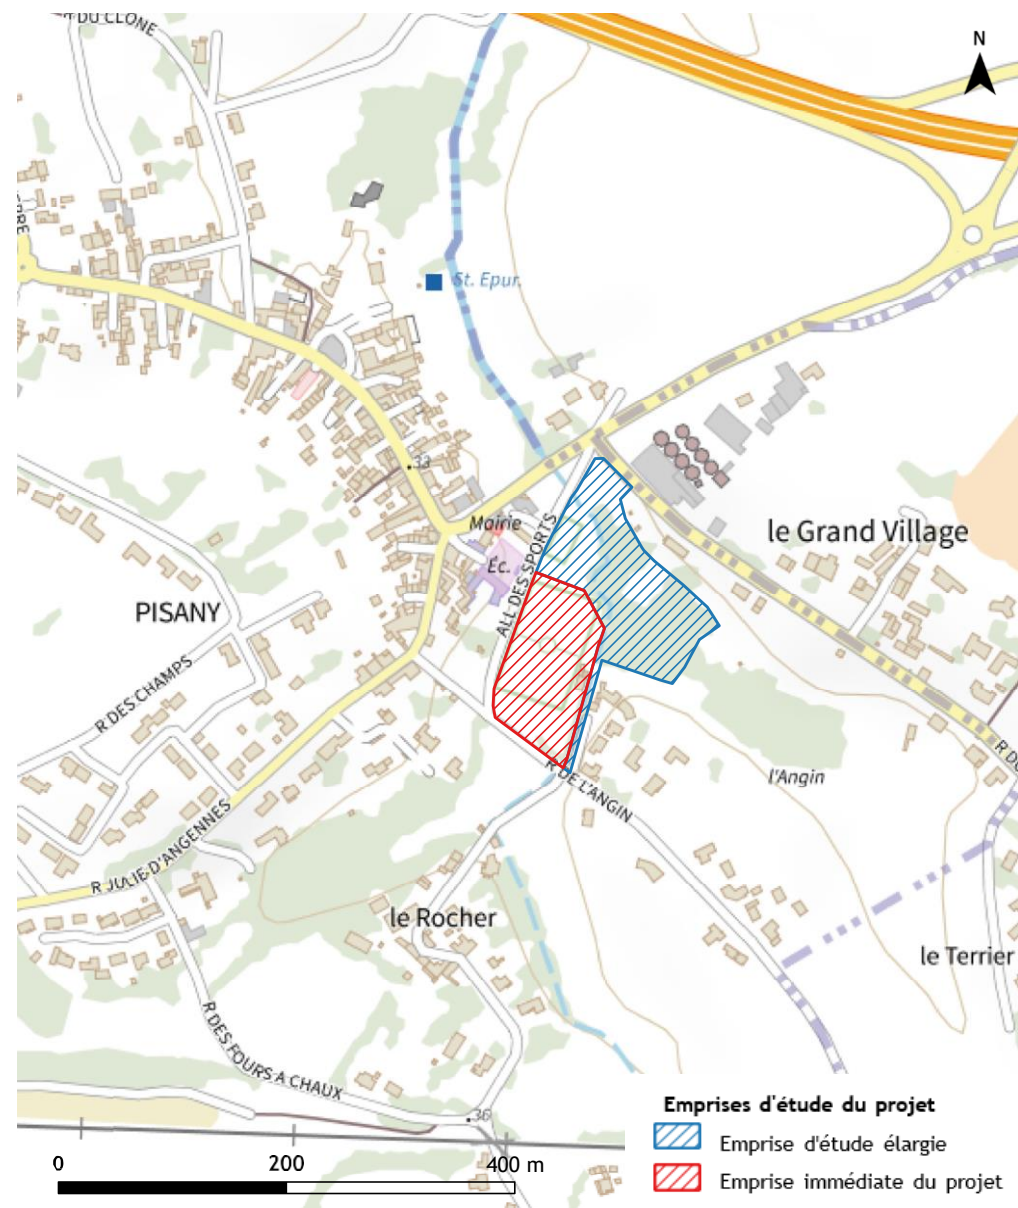 R DU CLONE
N
St. Epur.
33
Mairie
Éc.
ALL DES SPORTS
le Grand Village
PISANY
R DES CHAMPS
l'Angin
R DE L'ANGIN
R JULIE D'ANGENNES
le Rocher
le Terrier
R DES FOURS A CHAUX
36
Emprises d'étude du projet
Emprise d'étude élargie
Emprise immédiate du projet
0 200 400 m